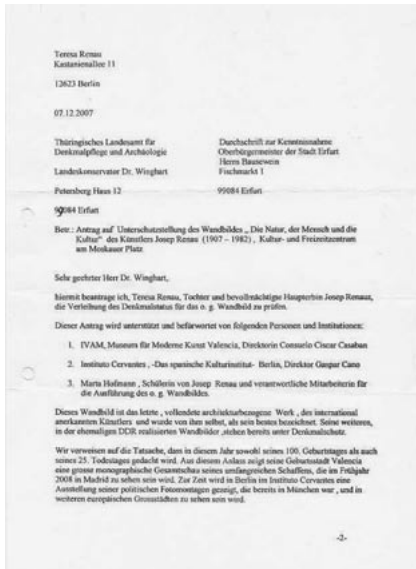 Teresa Renau
Kastanienallee 11
12623 Berlin
07.12.2007
Thüringisches Landesamt für
Denkmalpflege und Archäologie
Landeskonservator Dr. Winghart
Petersberg Haus 12
99084 Erfurt
Durchschrift zur Kenntnisnahme
Oberbürgermeister der Stadt Erfurt
Herrn Bausewein
Fischmarkt 1
99084 Erfurt
Betr.: Antrag auf Unterschutzstellung des Wandbildes „ Die Natur, der Mensch und die
Kultur" des Künstlers Josep Renau (1907 – 1982) , Kultur- und Freizeitzentrum
am Moskauer Platz
Sehr geehrter Herr Dr. Winghart,
hiermit beantrage ich, Teresa Renau, Tochter und bevollmächtigte Haupterbin Josep Renaus,
die Verleihung des Denkmalstatus für das o. g. Wandbild zu prüfen.
Dieser Antrag wird unterstützt und befürwortet von folgenden Personen und Institutionen:
1. IVAM, Museum für Moderne Kunst Valencia, Direktorin Consuelo Ciscar Casaban
2. Instituto Cervantes , -Das spanische Kulturinstitut- Berlin, Direktor Gaspar Cano
3. Marta Hofmann , Schülerin von Josep Renau und verantwortliche Mitarbeiterin für
die Ausführung des o. g. Wandbildes.
Dieses Wandbild ist das letzte , vollendete architekturbezogene Werk , des international
anerkannten Künstlers und wurde von ihm selbst, als sein bestes bezeichnet. Seine weiteren,
in der ehemaligen DDR realisierten Wandbilder ,stehen bereits unter Denkmalschutz.
Wir verweisen auf die Tatsache, dass in diesem Jahr sowohl seines 100. Geburtstages als auch
seines 25. Todestages gedacht wird. Aus diesem Anlass zeigt seine Geburtsstadt Valencia
eine grosse monographische Gesamtschau seines umfangreichen Schaffens, die im Frühjahr
2008 in Madrid zu sehen sein wird. Zur Zeit wird in Berlin im Instituto Cervantes eine
Ausstellung seiner politischen Fotomontagen gezeigt, die bereits in München war , und in
weiteren europäischen Grossstädten zu sehen sein wird.
-2-